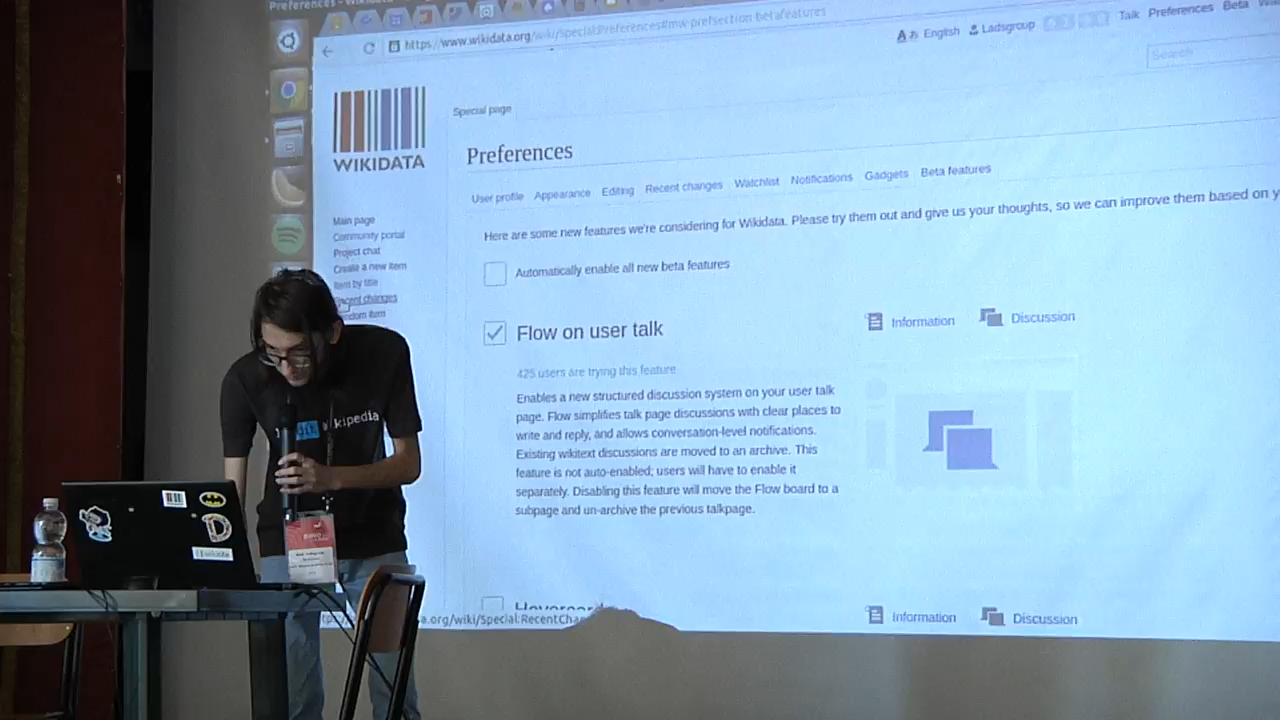 Preferences - Wikidata
https://www.wikidata.org/wiki/Special:Preferences#mw-prefsection-betafeatures
English Ladsgroup Talk Preferences Beta
Search
WIKIDATA
Special page
Preferences
User profile Appearance Editing Recent changes Watchlist Notifications Gadgets Beta features
Here are some new features we're considering for Wikidata. Please try them out and give us your thoughts, so we can improve them based on
Automatically enable all new beta features
Main page
Community portal
Project chat
Create a new item
Item by title
Recent changes
Flow on user talk
Information Discussion
425 users are trying this feature
Enables a new structured discussion system on your user talk
page. Flow simplifies talk page discussions with clear places to
write and reply, and allows conversation-level notifications.
Existing wikitext discussions are moved to an archive. This
feature is not auto-enabled; users will have to enable it
separately. Disabling this feature will move the Flow board to a
subpage and un-archive the previous talkpage.
Information Discussion
a.org/wiki/Special:RecentCha
kipedia
D